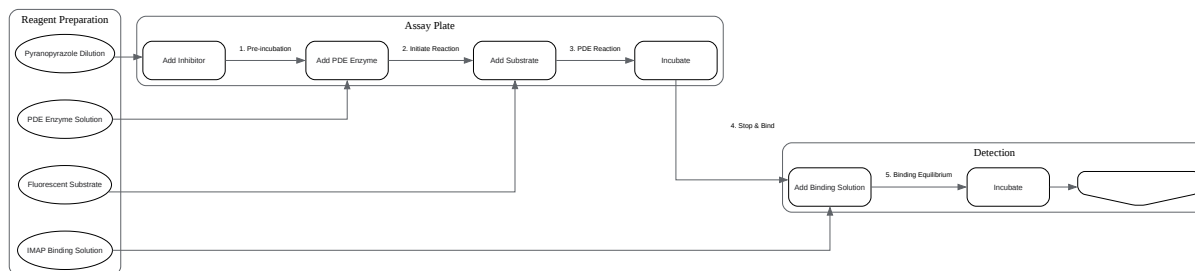 Reagent Preparation
Pyranopyrazole Dilution
PDE Enzyme Solution
Fluorescent Substrate
IMAP Binding Solution
Assay Plate
Add Inhibitor
1. Pre-incubation
Add PDE Enzyme
2. Initiate Reaction
Add Substrate
3. PDE Reaction
Incubate
4. Stop & Bind
Detection
Add Binding Solution
5. Binding Equilibrium
Incubate